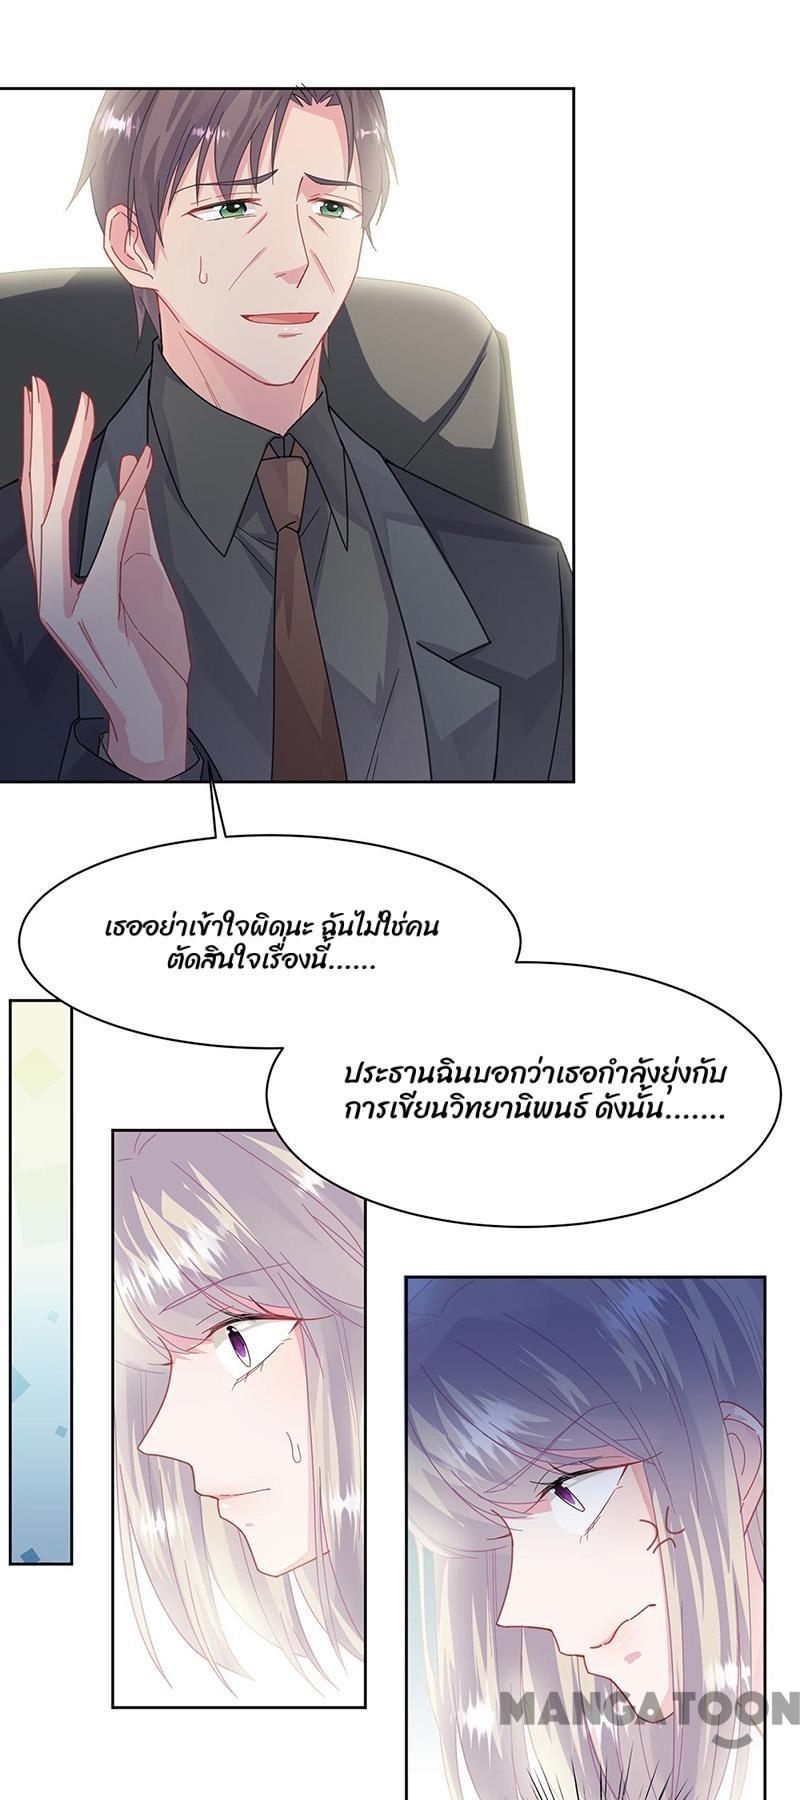 เธออย่าเข้าใจผิดนะ ฉันไม่ใช่คน
ตัดสินใจเรื่องนี้......
ประธานฉินบอกว่าเธอกำลังยุ่งกับ
การเขียนวิทยานิพนธ์ ดังนั้น.......
MANGATOON